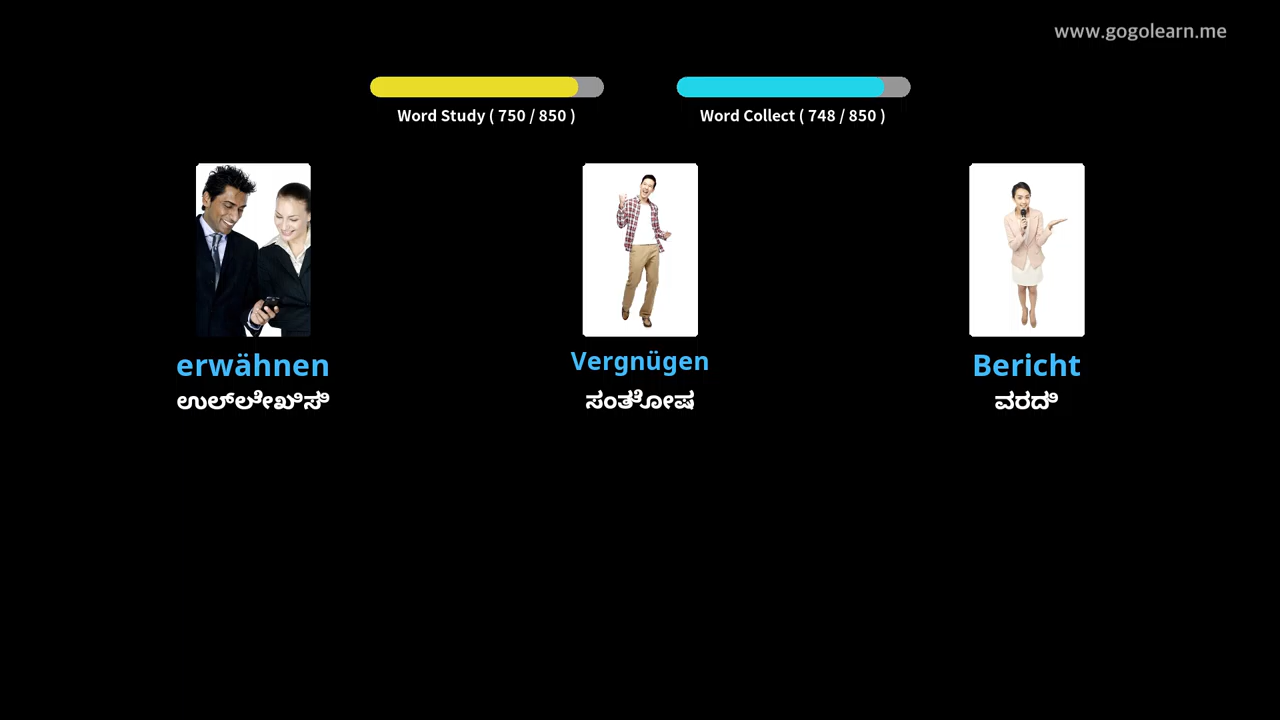 www.gogolearn.me
Word Study ( 750 / 850 )
Word Collect ( 748 / 850 )
erwähnen
Vergnügen
Bericht
ಉಲ್ಲೇಖಿಸಿ
ಸಂತೋಷ
ವರದಿ